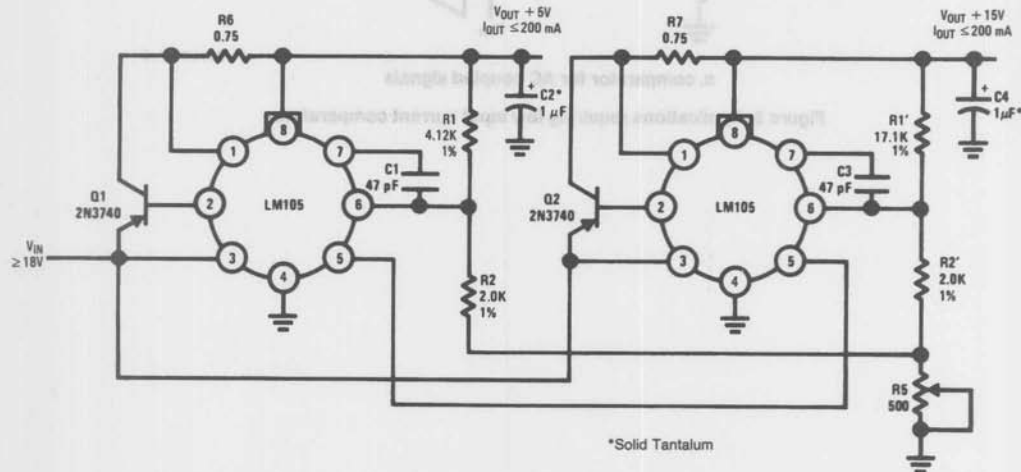 R6
0.75
VOUT + 5V
IOUT ≤ 200 mA
R7
0.75
VOUT + 15V
IOUT ≤ 200 mA
+
C2*
1 μF
+
C4
1 μF*
R1
4.12K
1%
R1'
17.1K
1%
8
1
7
C1
47 pF
8
1
7
C3
47 pF
Q1
2N3740
2
LM105
6
Q2
2N3740
2
LM105
6
VIN
≥ 18V
3
5
4
R2
2.0K
1%
3
5
4
R2'
2.0K
1%
R5
500
*Solid Tantalum